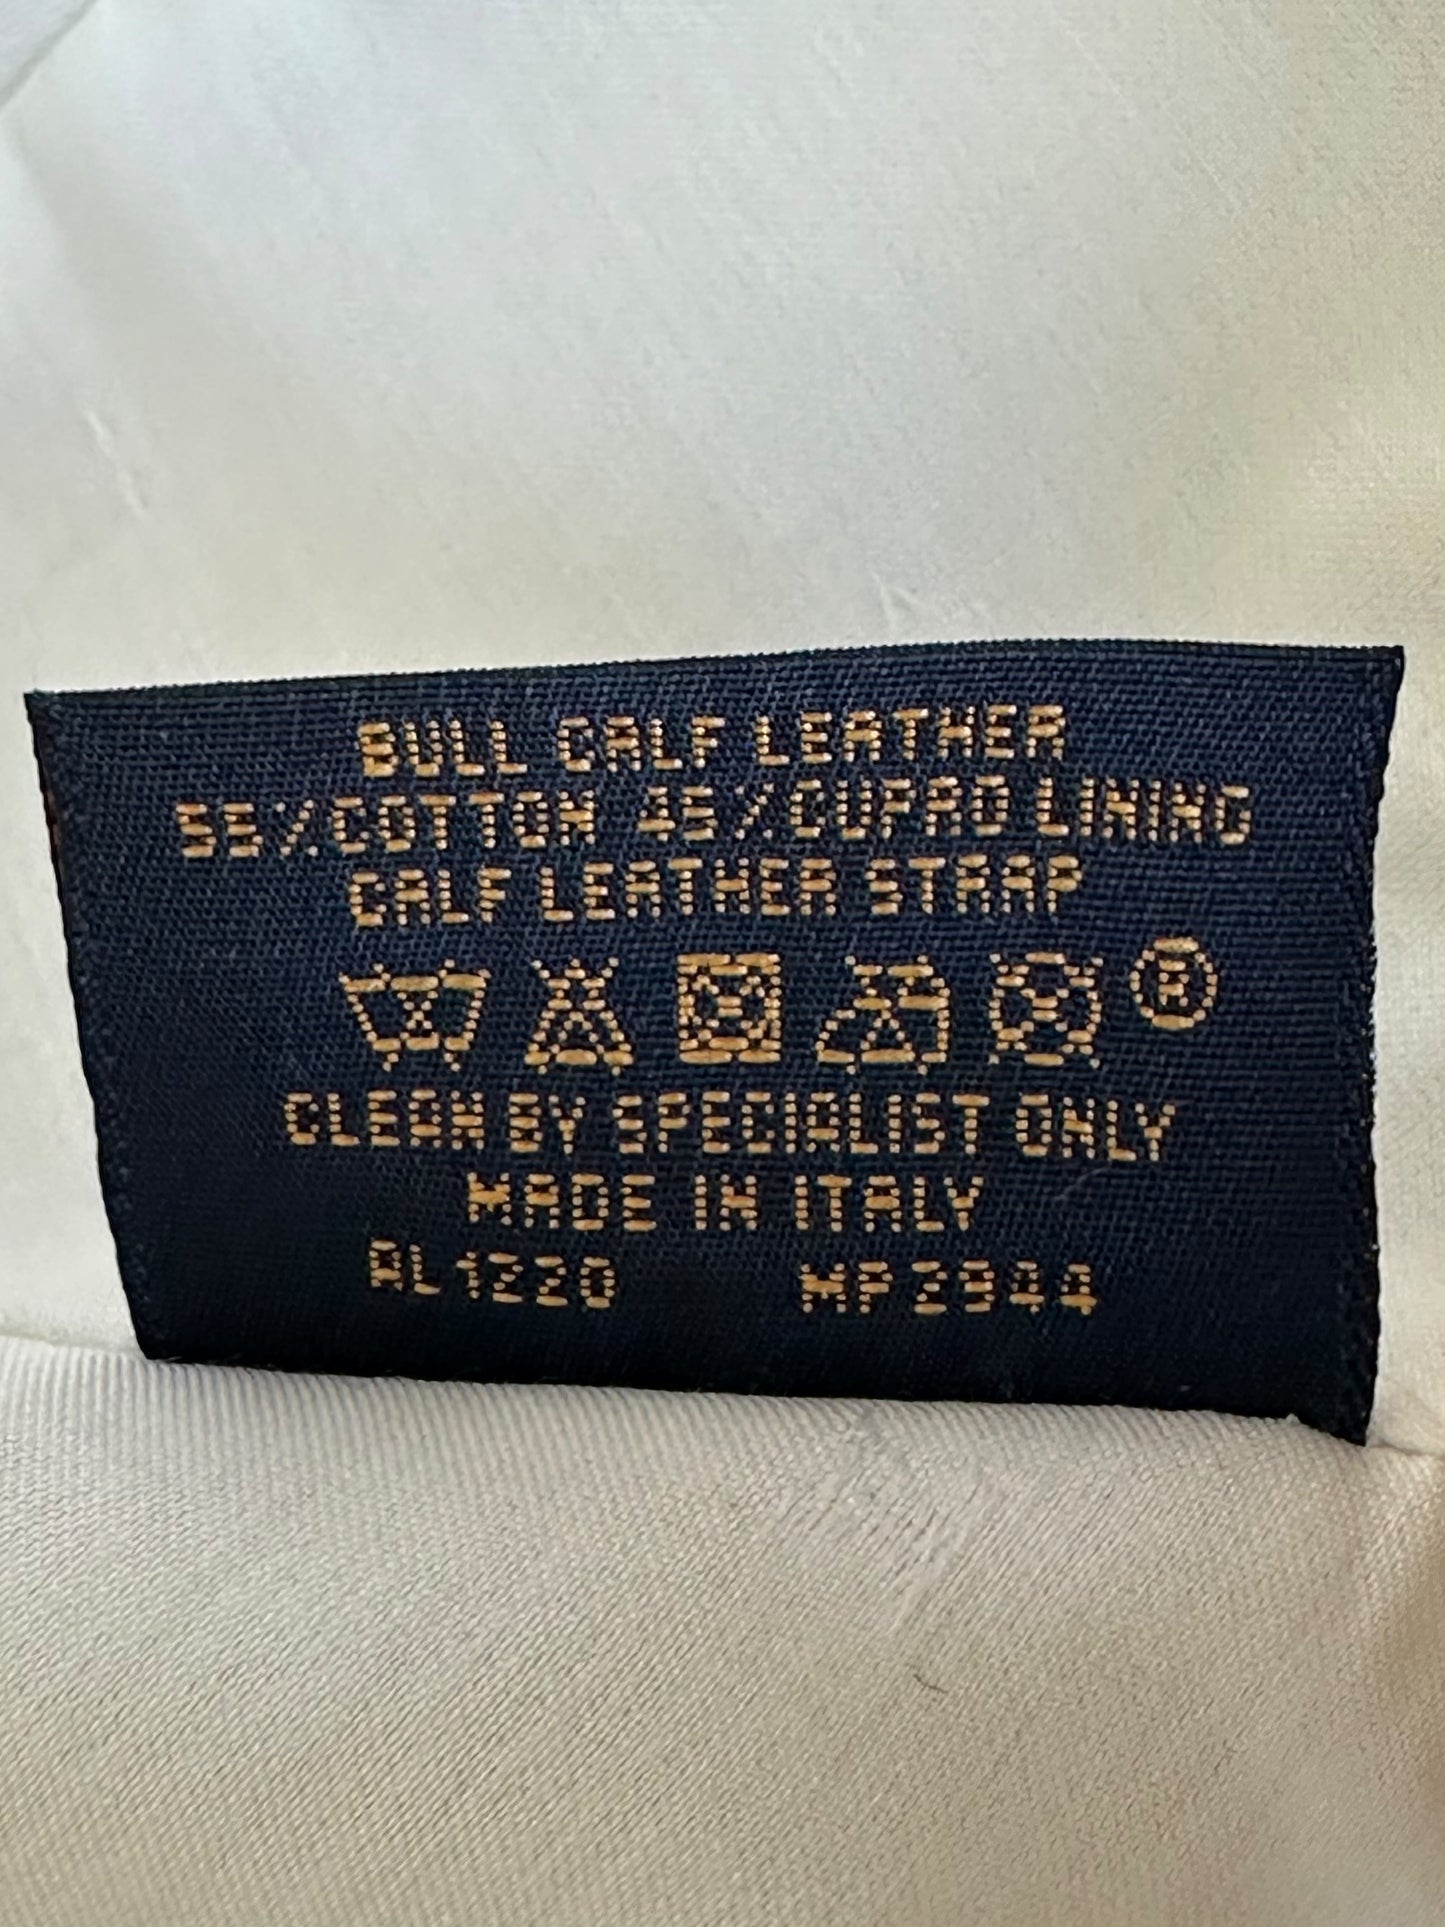 BULL CALF LEATHER
55%COTTON 45%CUPRO LINING
CALF LEATHER STRAP
®
CLEAN BY SPECIALIST ONLY
MADE IN ITALY
AL1220 MP2944